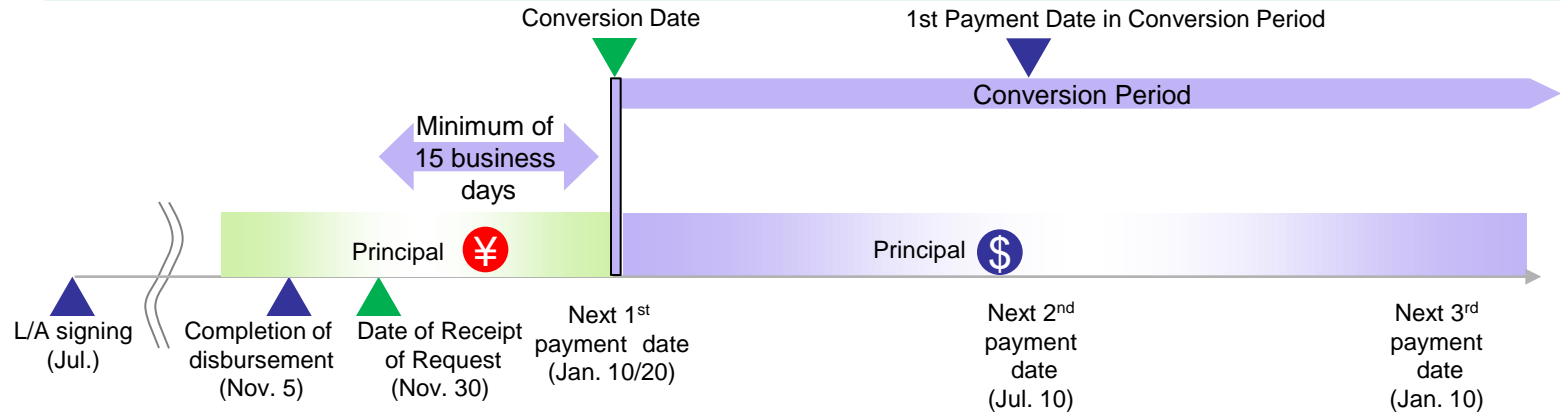 Conversion Date
1st Payment Date in Conversion Period
Conversion Period
Minimum of
15 business
days
Principal ¥
Principal $
L/A signing
(Jul.)
Completion of
disbursement
(Nov. 5)
Date of Receipt
of Request
(Nov. 30)
Next 1st
payment date
(Jan. 10/20)
Next 2nd
payment
date
(Jul. 10)
Next 3rd
payment
date
(Jan. 10)